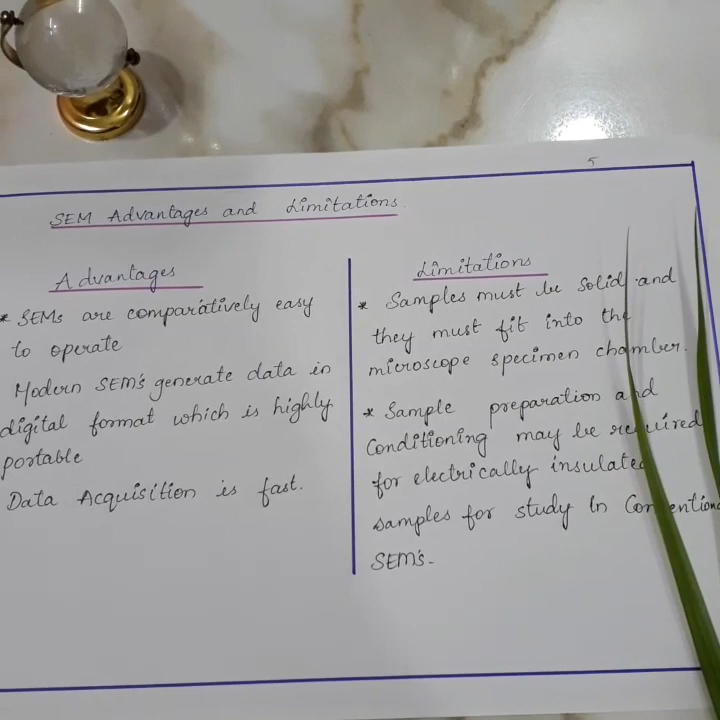 5
SEM Advantages and Limitations.
Advantages
* SEMs are comparatively easy
to operate
Modern SEM's generate data in
digital format which is highly
portable
Data Acquisition is fast.
Limitations
* Samples must be solid and
they must fit into the
microscope specimen chamber.
* Sample preparation and
Conditioning may be required
for electrically insulated
samples for study In Conventiona
SEM's.